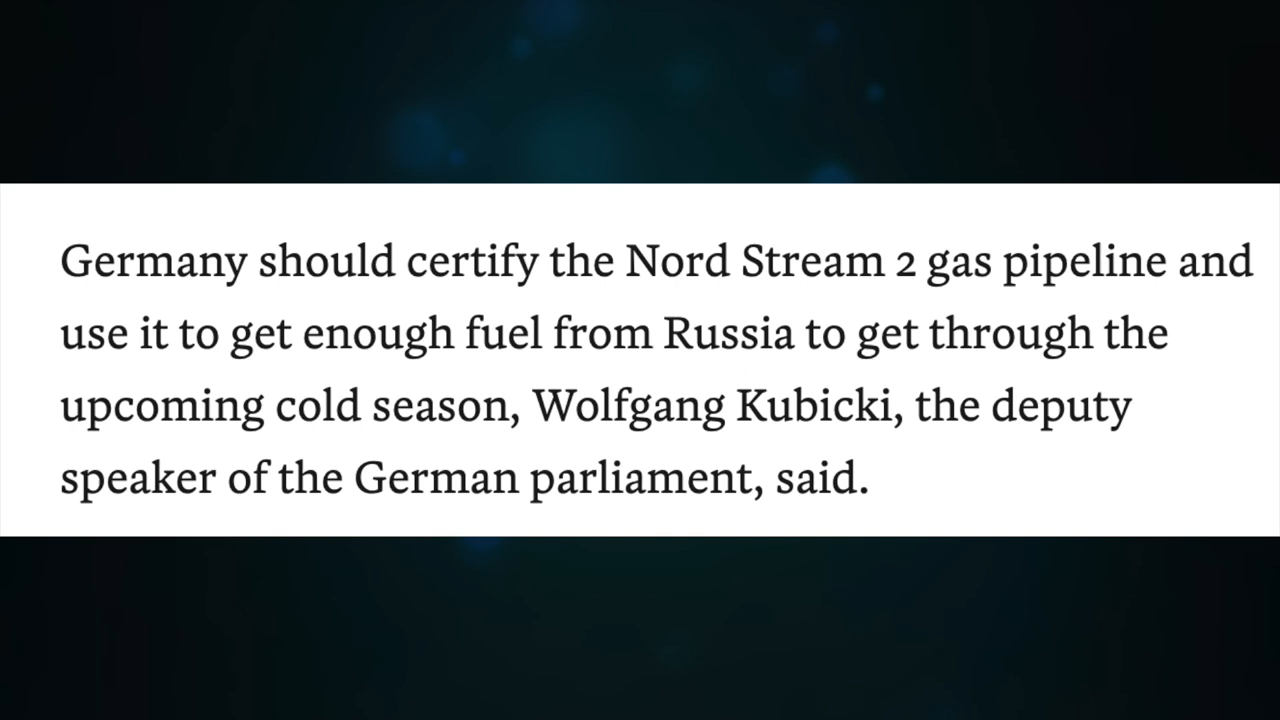 Germany should certify the Nord Stream 2 gas pipeline and
use it to get enough fuel from Russia to get through the
upcoming cold season, Wolfgang Kubicki, the deputy
speaker of the German parliament, said.